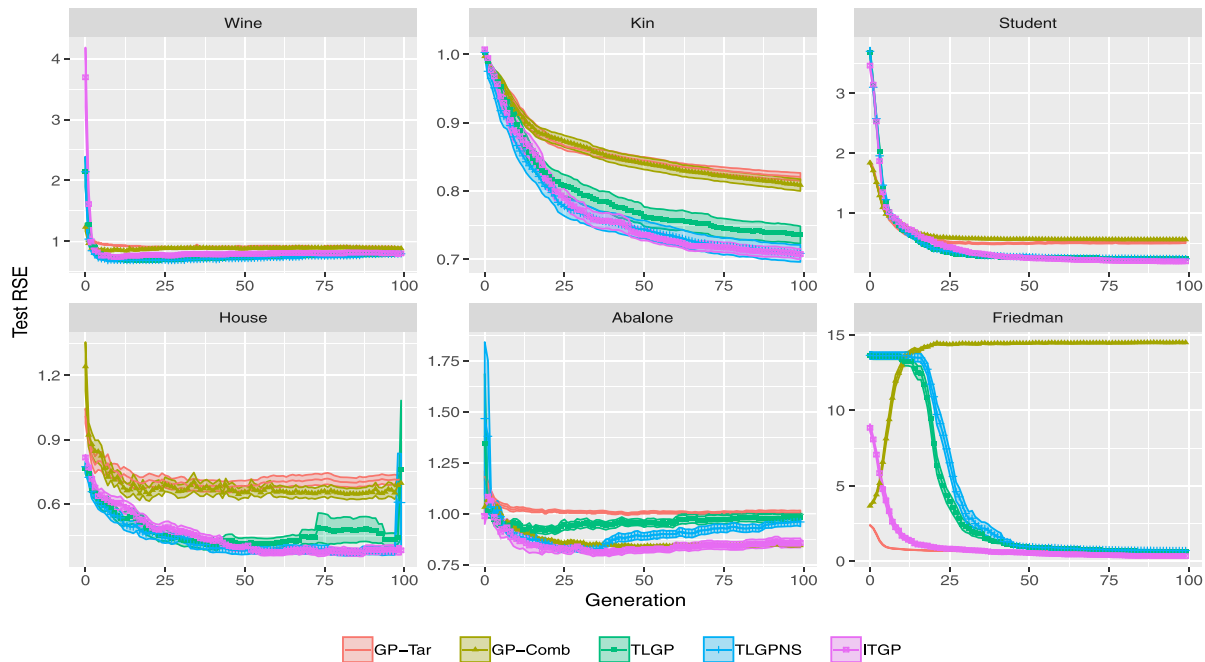 Wine Kin Student
4 1.0 3
3 0.9 2
2 0.8 1
1 0.7
0 25 50 75 100 0 25 50 75 100 0 25 50 75 100
Test RSE
House Abalone Friedman
1.2 1.75 15
0.9 1.50 10
0.6 1.25 5
1.00 0
0.75
0 25 50 75 100 0 25 50 75 100 0 25 50 75 100
Generation
GP-Tar GP-Comb TLGP TLGPNS ITGP